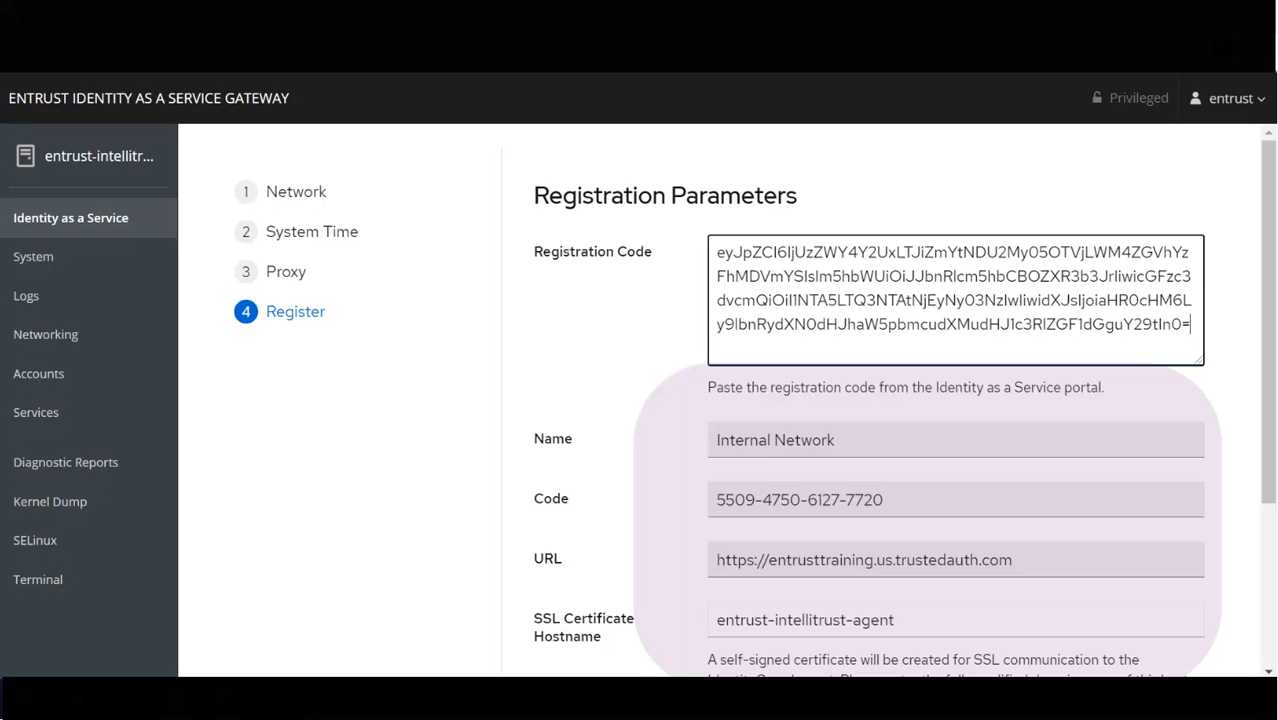 ENTRUST IDENTITY AS A SERVICE GATEWAY
Privileged
entrust
entrust-intellitr...
Identity as a Service
System
Logs
Networking
Accounts
Services
Diagnostic Reports
Kernel Dump
SELinux
Terminal
1 Network
2 System Time
3 Proxy
4 Register
Registration Parameters
Registration Code
eyJpZCI6IjUzZWY4Y2UxLTJiZmYtNDU2My05OTVjLWM4ZGVhYz
FhMDVmYSIsIm5hbWUiOiJJbnRlcm5hbCBOZXR3b3JrIiwicGFzc3
dvcmQiOiI1NTA5LTQ3NTAtNjEyNy03NzIwIiwidXJsIjoiaHR0cHM6L
y9lbnRydXN0dHJhaW5pbmcudXMudHJ1c3RlZGF1dGguY29tIn0=
Paste the registration code from the Identity as a Service portal.
Name
Internal Network
Code
5509-4750-6127-7720
URL
https://entrusttraining.us.trustedauth.com
SSL Certificate
Hostname
entrust-intellitrust-agent
A self-signed certificate will be created for SSL communication to the